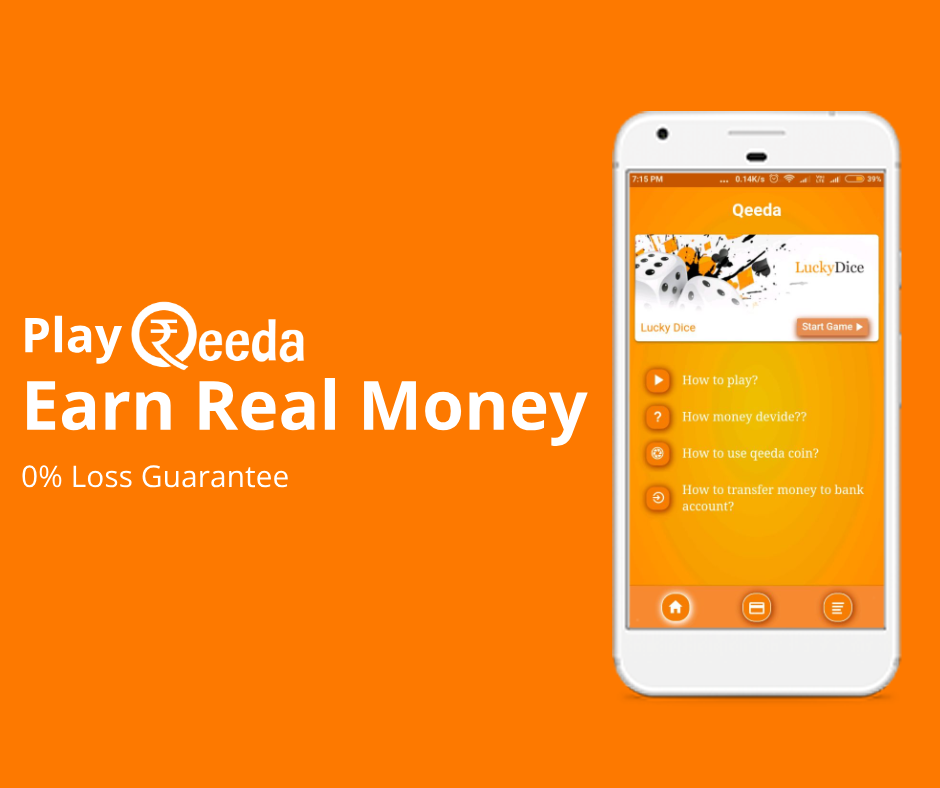 Play Qeeda
Earn Real Money
0% Loss Guarantee
7:15 PM ... 0.14K/s 39%
Qeeda
LuckyDice
Lucky Dice
Start Game
How to play?
How money devide??
How to use qeeda coin?
How to transfer money to bank
account?